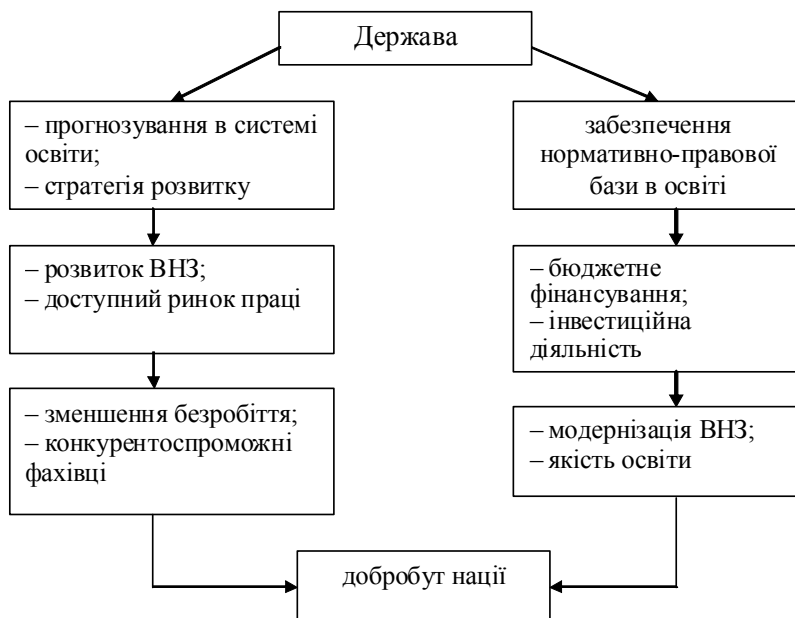 Держава
– прогнозування в системі
освіти;
– стратегія розвитку
забезпечення
нормативно-правової
бази в освіті
– розвиток ВНЗ;
– доступний ринок праці
– бюджетне
фінансування;
– інвестиційна
діяльність
– зменшення безробіття;
– конкурентоспроможні
фахівці
– модернізація ВНЗ;
– якість освіти
добробут нації